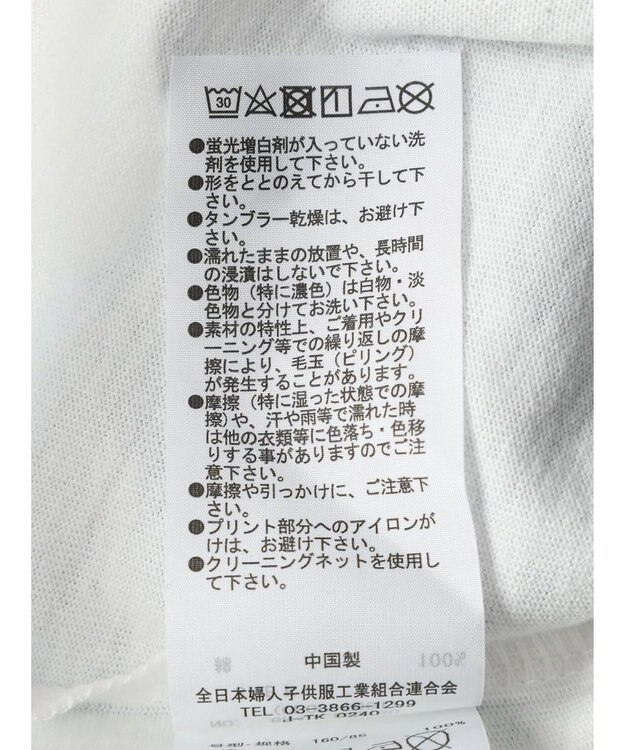 30
●蛍光増白剤が入っていない洗
剤を使用して下さい。
●形をととのえてから干して下
さい。
●タンブラー乾燥は、お避け下
さい。
●濡れたままの放置や、長時間
の浸漬はしないで下さい。
●色物(特に濃色)は白物・淡
色物と分けてお洗い下さい。
●素材の特性上、ご着用やクリ
ーニング等での繰り返しの摩
擦により、毛玉(ピリング)
が発生することがあります。
●摩擦(特に湿った状態での摩
擦)や、汗や雨等で濡れた時
は他の衣類等に色落ち・色移
りする事がありますのでご注
意下さい。
●摩擦や引っかけに、ご注意下
さい。
●プリント部分へのアイロンが
けは、お避け下さい。
●クリーニングネットを使用し
て下さい。
中国製
全日本婦人子供服工業組合連合会
TEL 03-3866-1299
号型・規格 160/85 100%